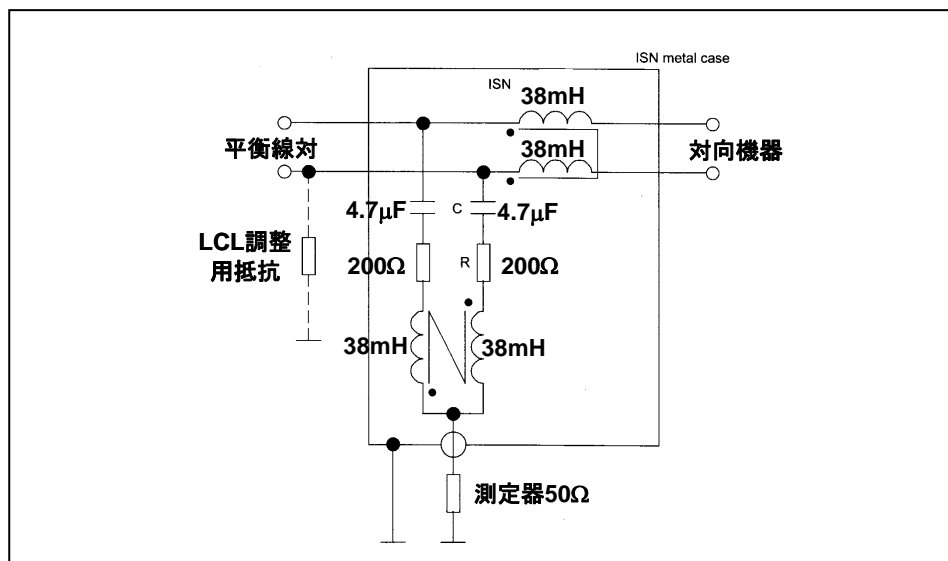 ISN metal case
ISN
38mH
38mH
平衡線対
対向機器
4.7μF
C
4.7μF
LCL調整
用抵抗
200Ω
R
200Ω
38mH
38mH
測定器50Ω